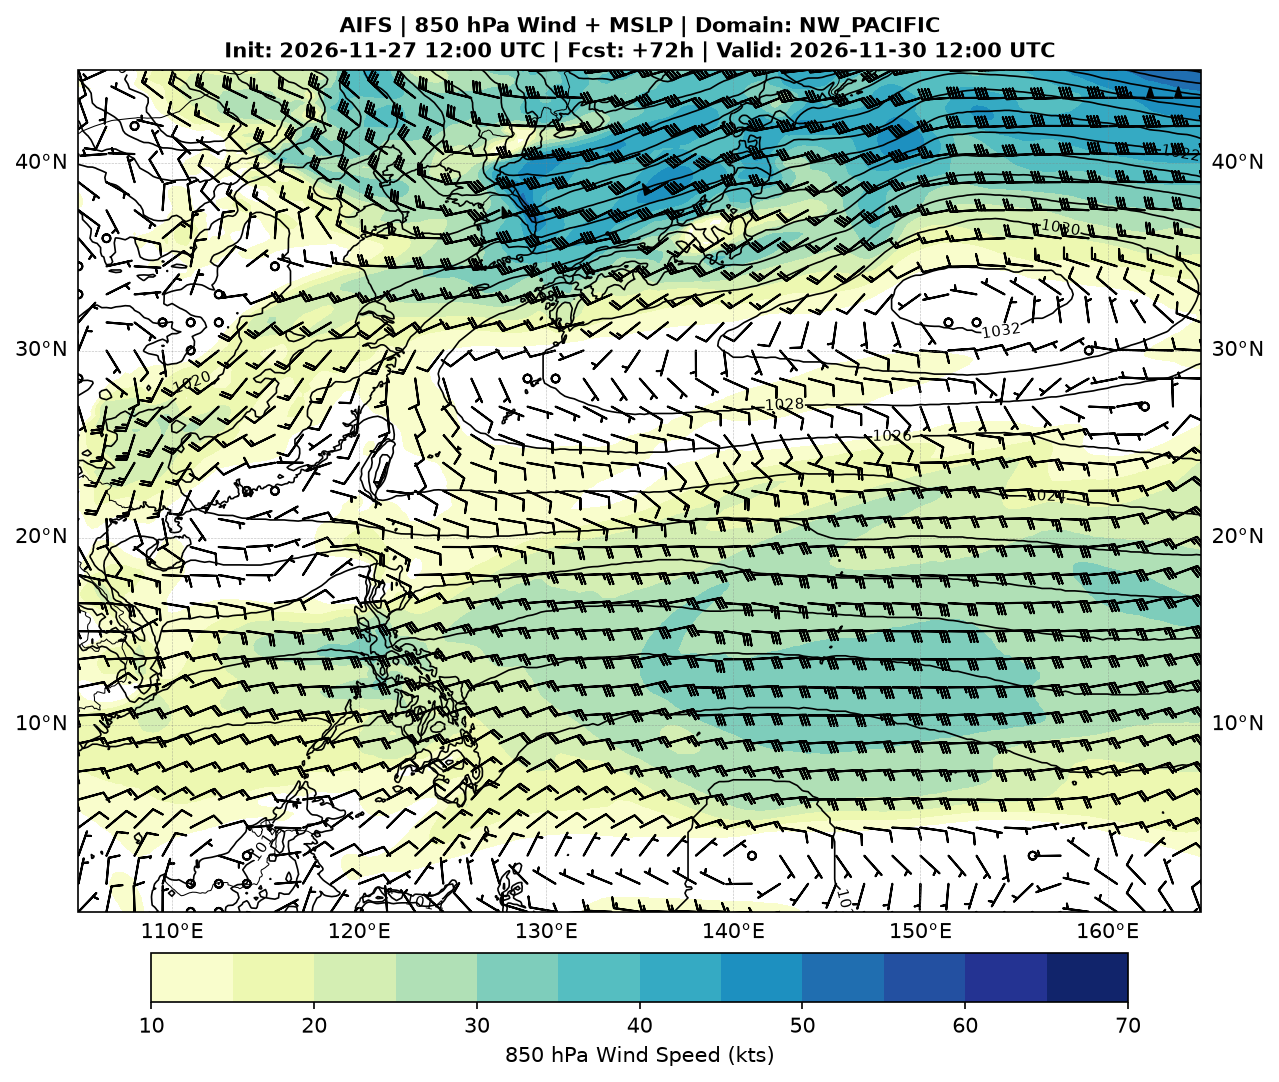 AIFS | 850 hPa Wind + MSLP | Domain: NW_PACIFIC
Init: 2026-11-27 12:00 UTC | Fcst: +72h | Valid: 2026-11-30 12:00 UTC
40°N
1022
40°N
1030
30°N
1032
30°N
1020
1028
1026
1024
20°N
20°N
10°N
10°N
110°E 120°E 130°E 140°E 150°E 160°E
10 20 30 40 50 60 70
850 hPa Wind Speed (kts)